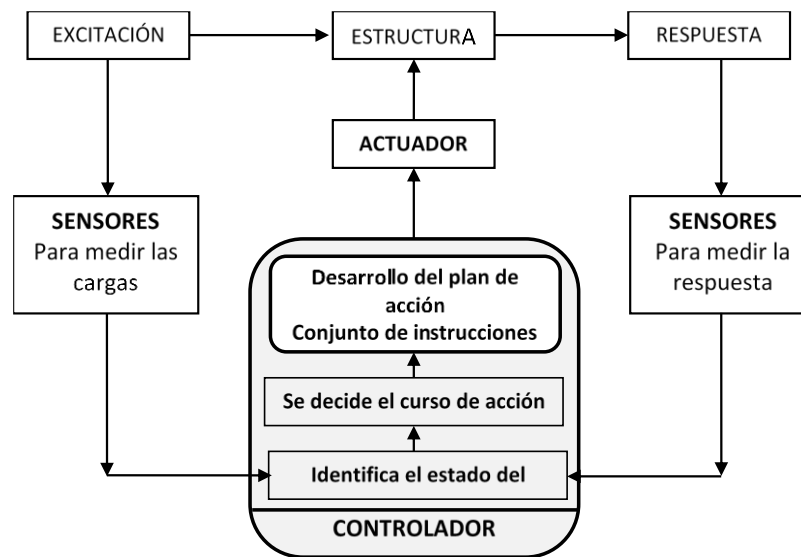 EXCITACIÓN
ESTRUCTURA
RESPUESTA
ACTUADOR
SENSORES
Para medir las
cargas
SENSORES
Para medir la
respuesta
Desarrollo del plan de
acción
Conjunto de instrucciones
Se decide el curso de acción
Identifica el estado del
CONTROLADOR